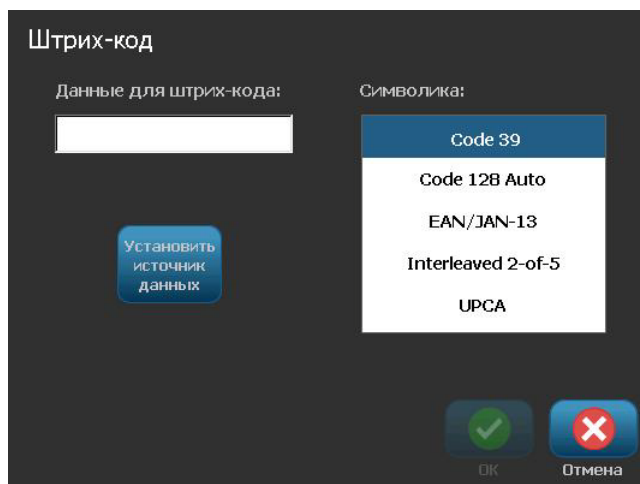 Штрих-код
Данные для штрих-кода:
Символика:
Code 39
Code 128 Auto
EAN/JAN-13
Interleaved 2-of-5
UPCA
Установить
источник
данных
ОК
Отмена